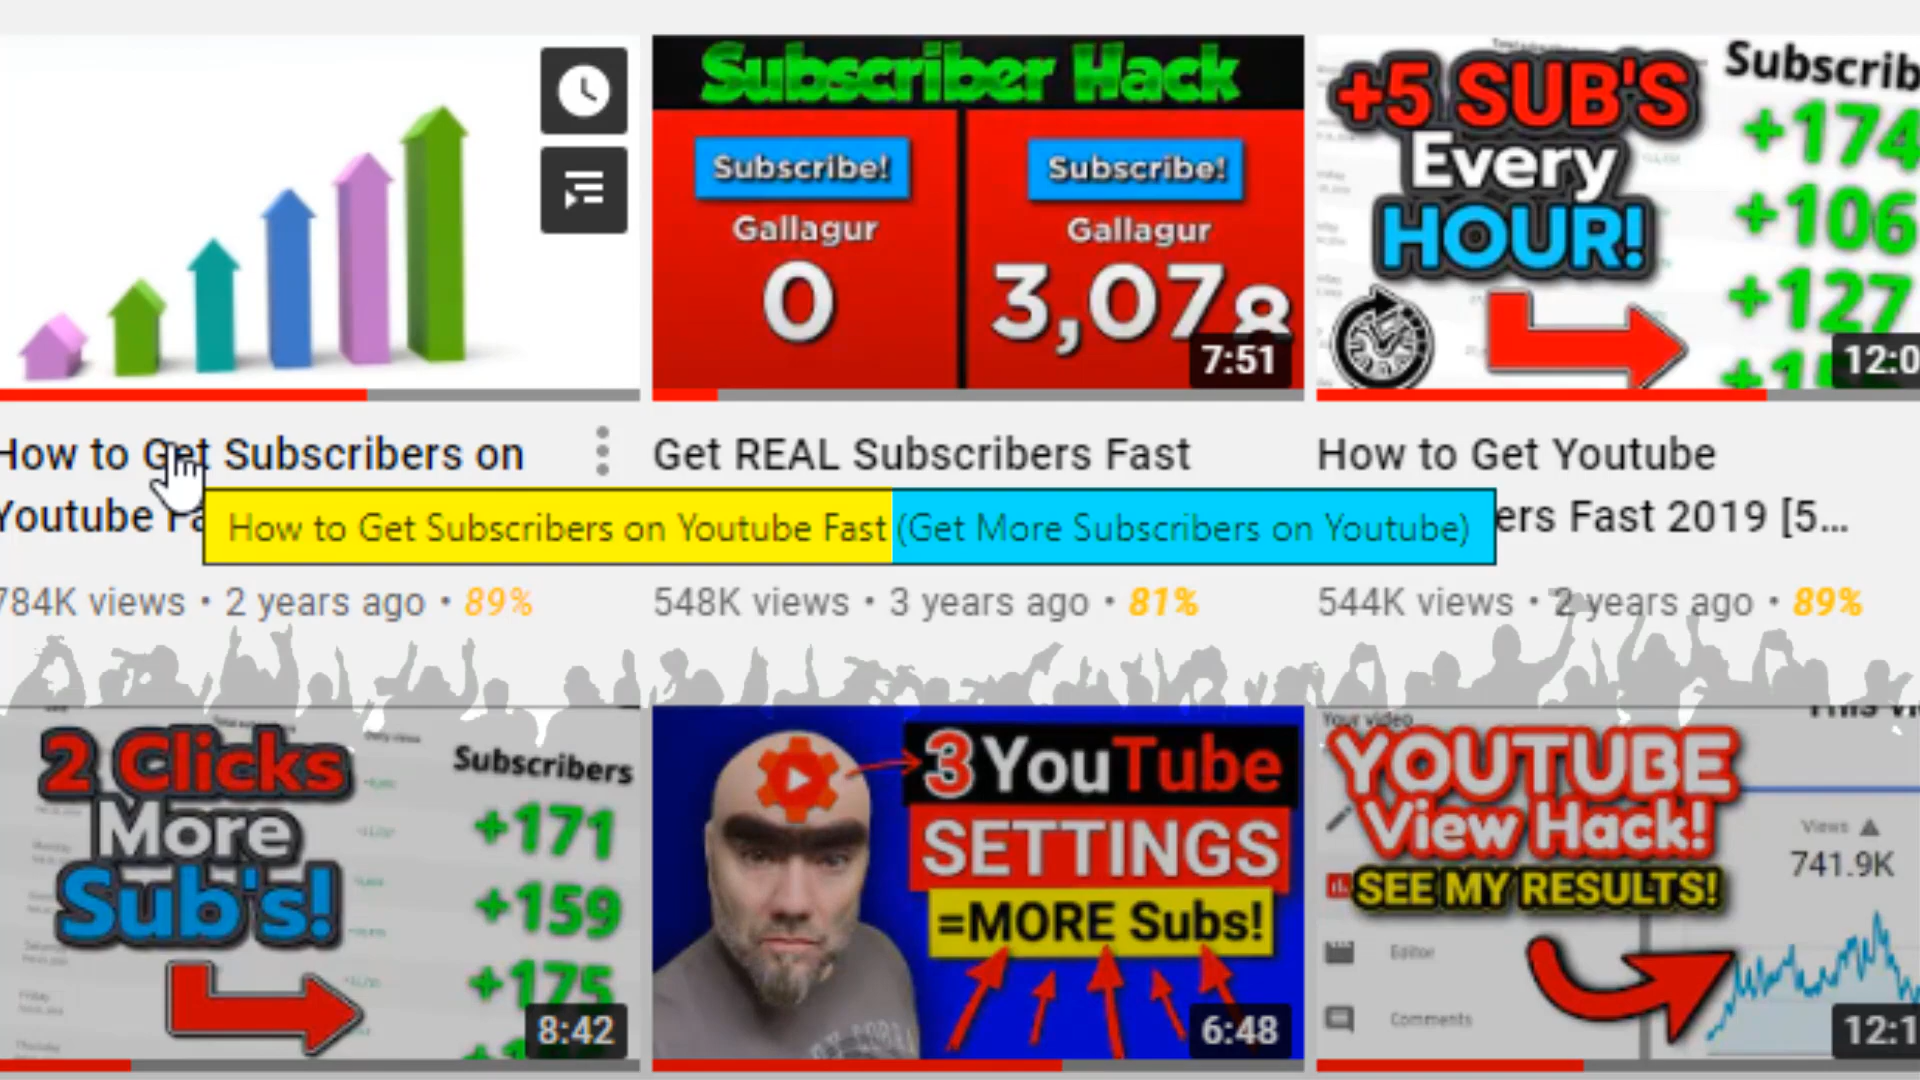 Subscriber Hack
Subscribe!
Gallagur
0
Subscribe!
Gallagur
3,078
7:51
+5 SUB'S
Every
HOUR!
Subscrib
+174
+106
+127
12:0
How to Get Subscribers on
Youtube Fa
Get REAL Subscribers Fast
How to Get Youtube
ers Fast 2019 [5...
How to Get Subscribers on Youtube Fast (Get More Subscribers on Youtube)
784K views • 2 years ago • 89%
548K views • 3 years ago • 81%
544K views • 2 years ago • 89%
2 Clicks
More
Sub's!
Subscribers
+171
+159
+175
8:42
3 YouTube
SETTINGS
=MORE Subs!
6:48
Your video
YOUTUBE
View Hack!
SEE MY RESULTS!
Views
741.9K
Editor
Comments
12:1